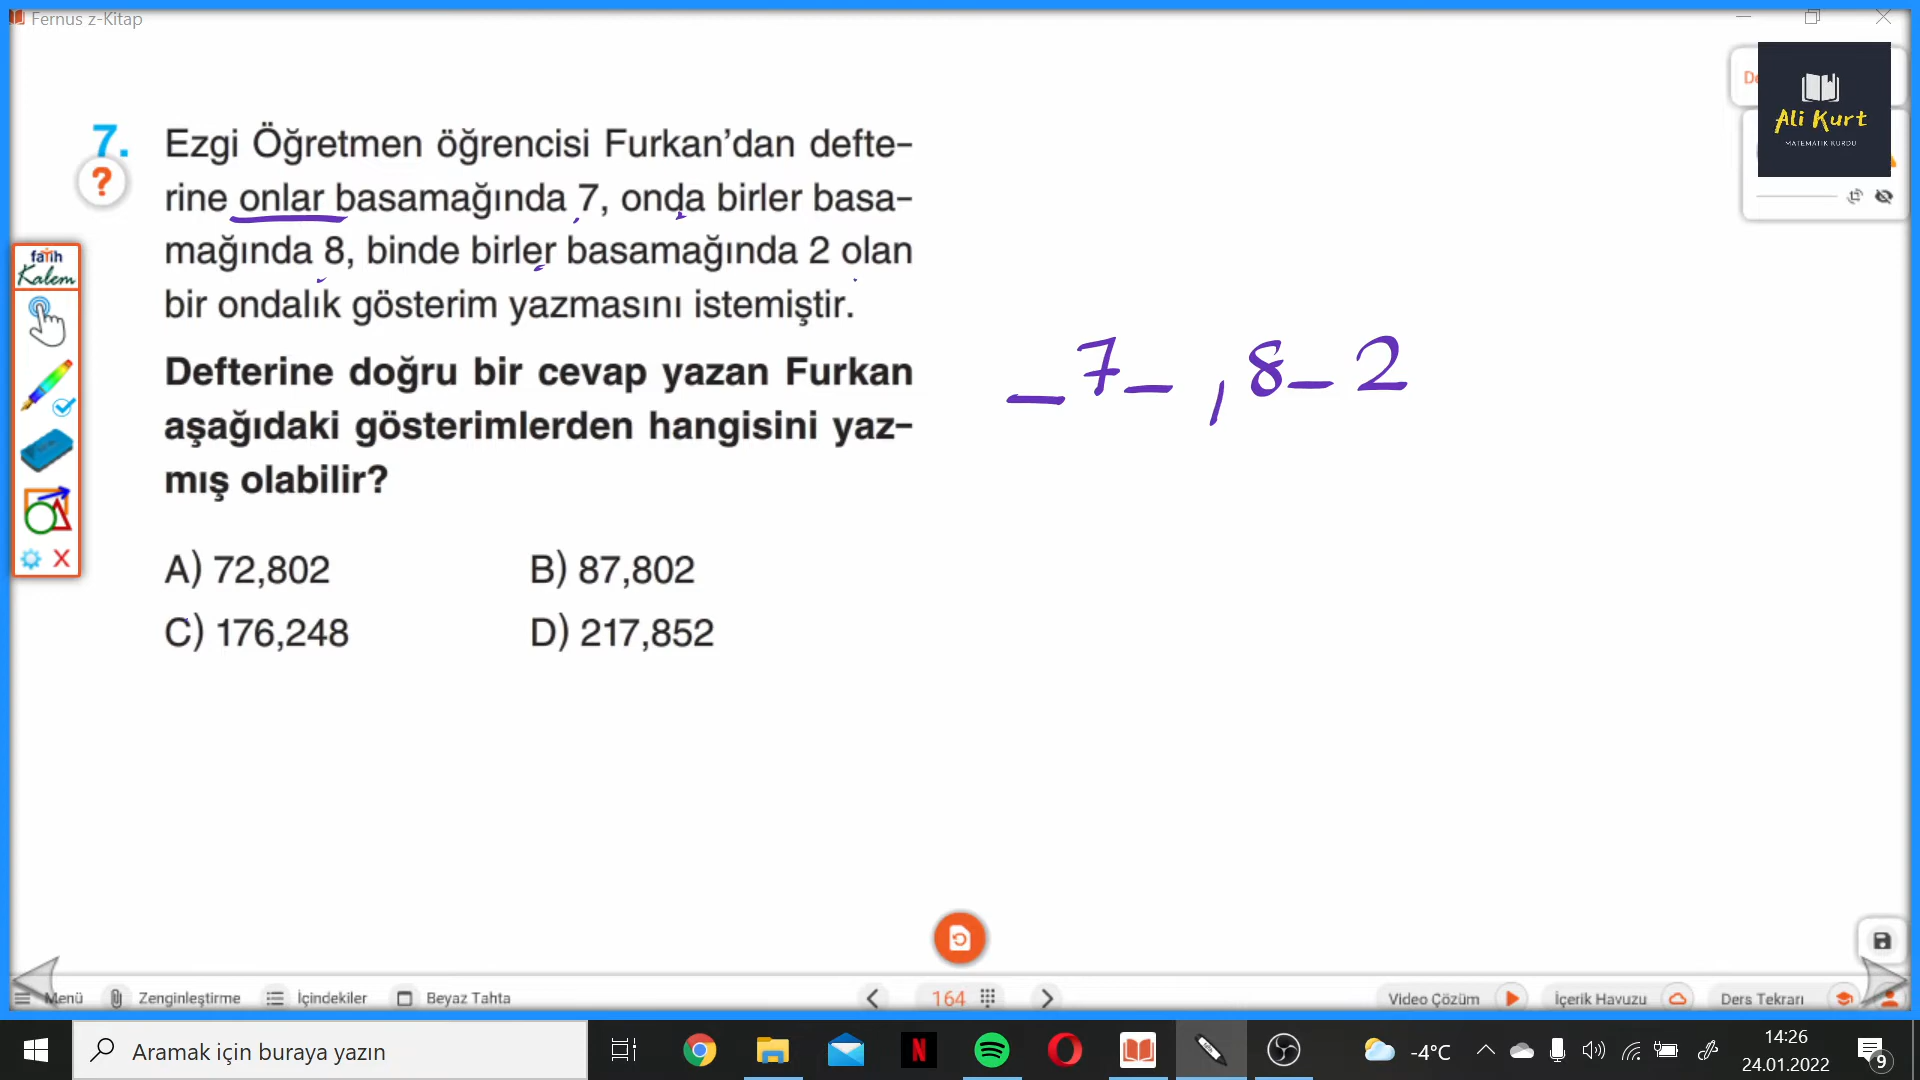 Fernus z-Kitap
Ali Kurt
MATEMATİK KURDU
7. Ezgi Öğretmen öğrencisi Furkan’dan defte-
rine onlar basamağında 7, onda birler basa-
mağında 8, binde birler basamağında 2 olan
bir ondalık gösterim yazmasını istemiştir.
Defterine doğru bir cevap yazan Furkan
aşağıdaki gösterimlerden hangisini yaz-
mış olabilir?
A) 72,802 B) 87,802
C) 176,248 D) 217,852
_7_ , 8_2
fatih
Kalem
Menü Zenginleştirme İçindekiler Beyaz Tahta 164 Video Çözüm İçerik Havuzu Ders Tekrarı
Aramak için buraya yazın -4°C 14:26
24.01.2022 9